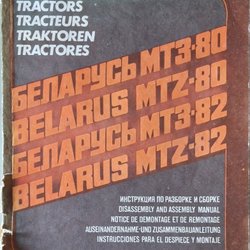 TRACTORS
TRACTEURS
TRAKTOREN
TRACTORES
БЕЛАРУСЬ МТЗ-80
BELARUS MTZ-80
БЕЛАРУСЬ МТЗ-82
BELARUS MTZ-82
ИНСТРУКЦИЯ ПО РАЗБОРКЕ И СБОРКЕ
DISASSEMBLY AND ASSEMBLY MANUAL
NOTICE DE DEMONTAGE ET DE REMONTAGE
AUSEINANDERNAHME- UND ZUSAMMENBAUANLEITUNG
INSTRUCCIONES PARA EL DESPIECE Y MONTAJE